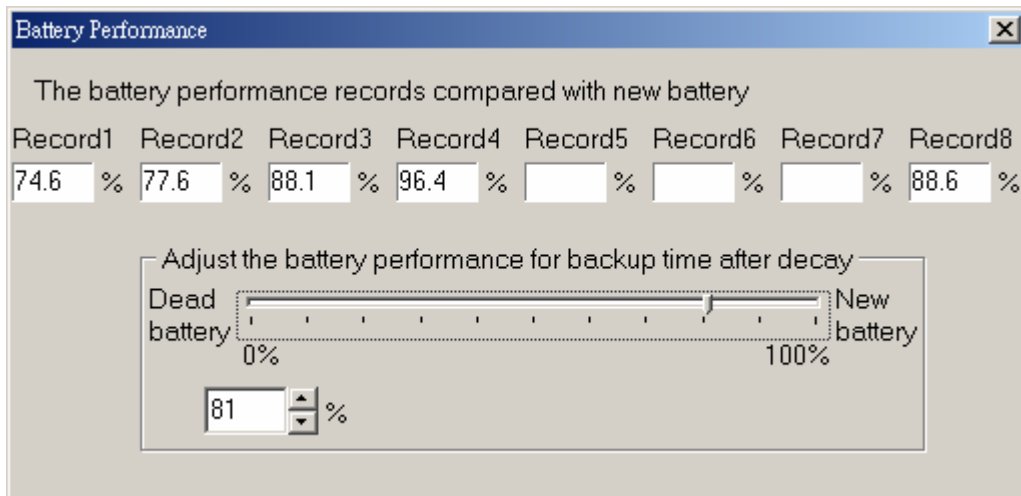 Battery Performance
The battery performance records compared with new battery
Record1 Record2 Record3 Record4 Record5 Record6 Record7 Record8
74.6 % 77.6 % 88.1 % 96.4 % % % % 88.6 %
Adjust the battery performance for backup time after decay
Dead battery
New battery
0% 100%
81 %